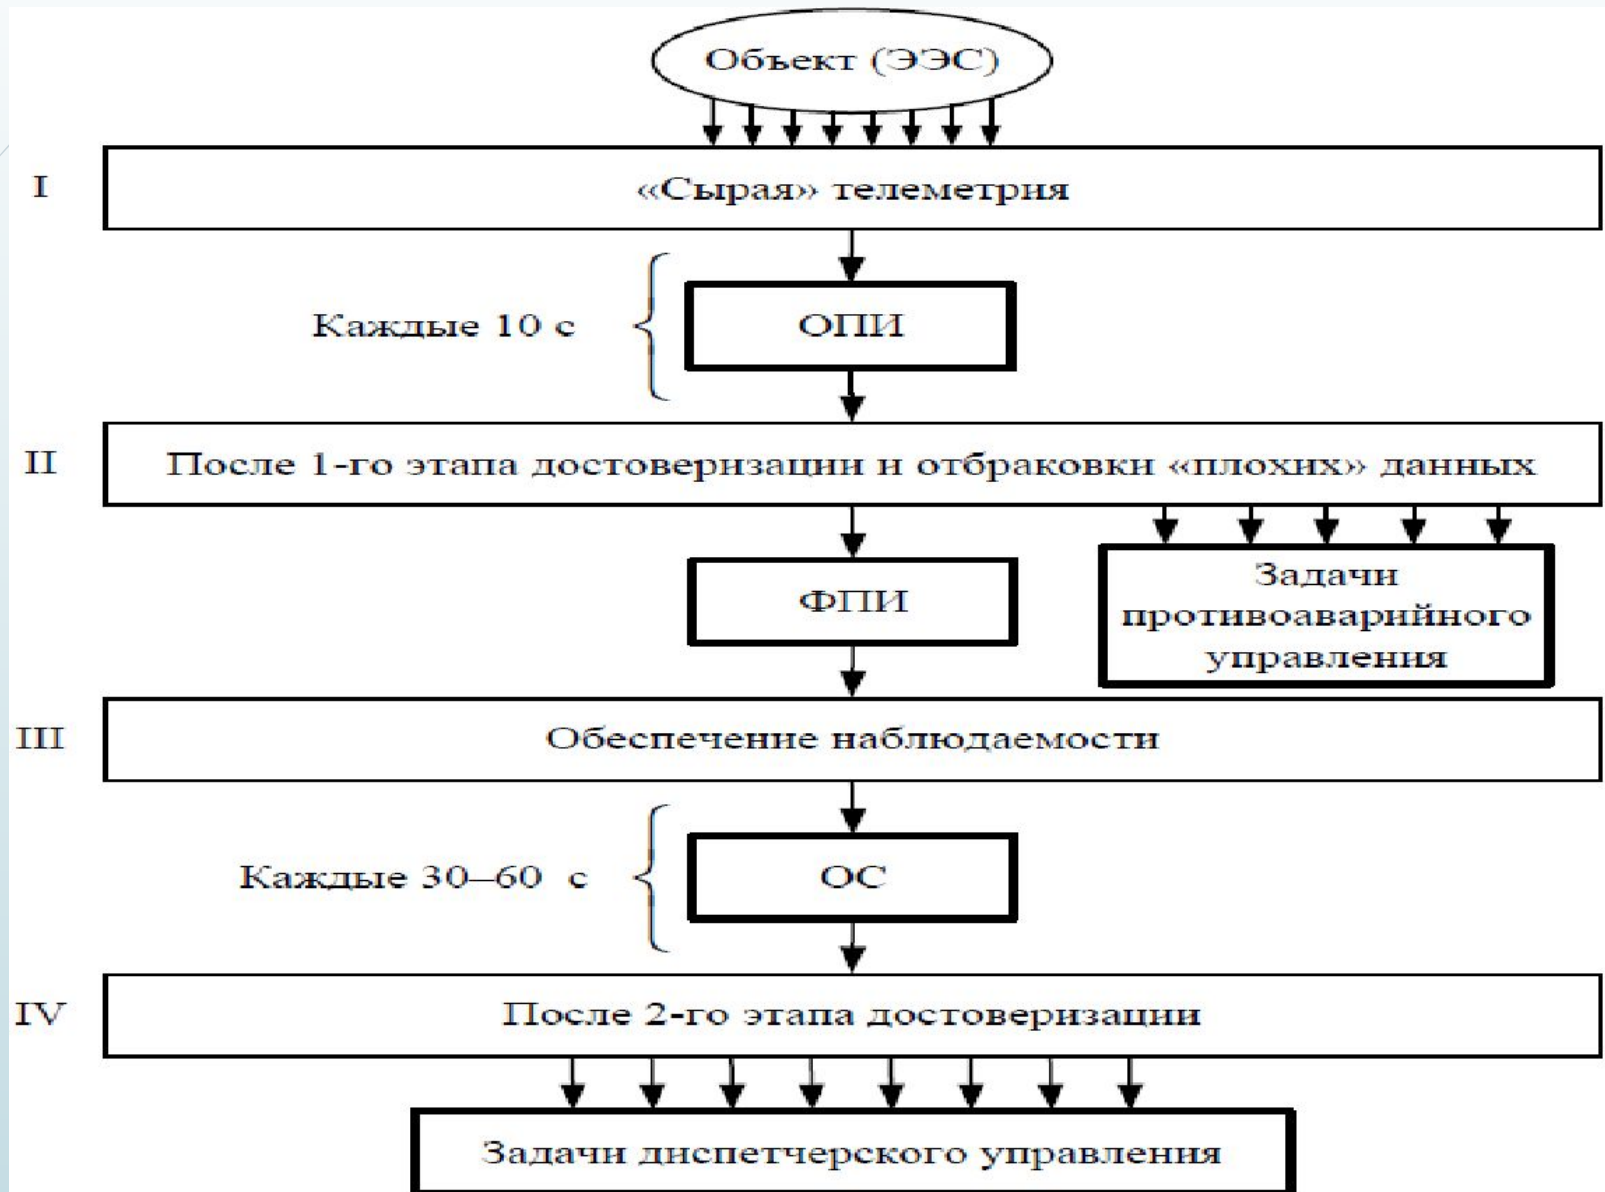 Объект (ЭЭС)
I
«Сырая» телеметрия
Каждые 10 с
ОПИ
II
После 1-го этапа достоверизации и отбраковки «плохих» данных
ФПИ
Задачи
противоаварийного
управления
III
Обеспечение наблюдаемости
Каждые 30–60 с
ОС
IV
После 2-го этапа достоверизации
Задачи диспетчерского управления